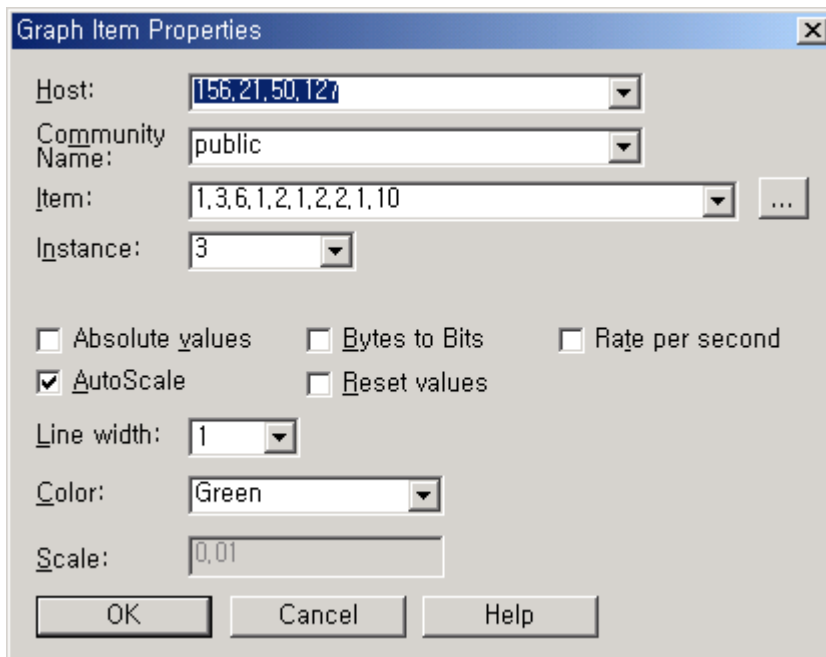 Graph Item Properties
Host: 156,21,50,127
Community Name: public
Item: 1,3,6,1,2,1,2,2,1,10 ...
Instance: 3
Absolute values Bytes to Bits Rate per second
AutoScale Reset values
Line width: 1
Color: Green
Scale: 0,01
OK Cancel Help